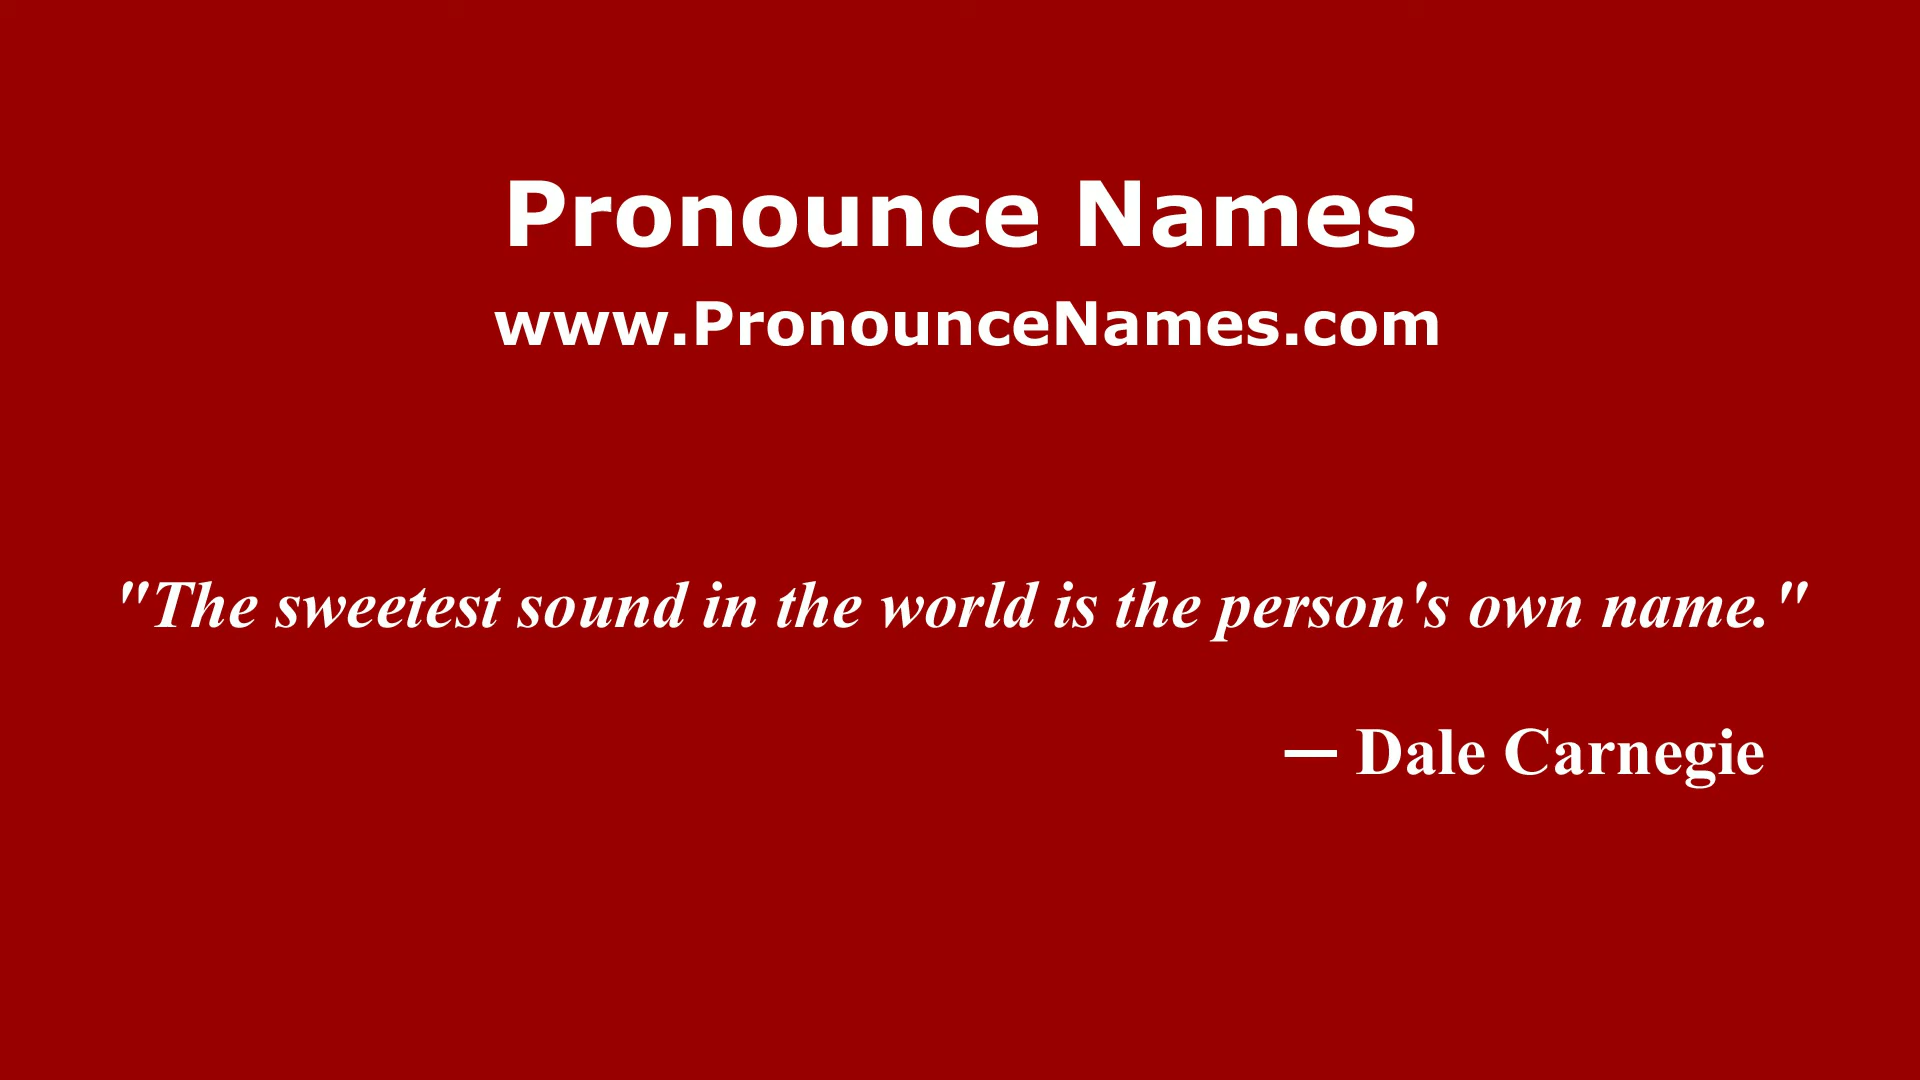 Pronounce Names
www.PronounceNames.com
"The sweetest sound in the world is the person's own name."
— Dale Carnegie